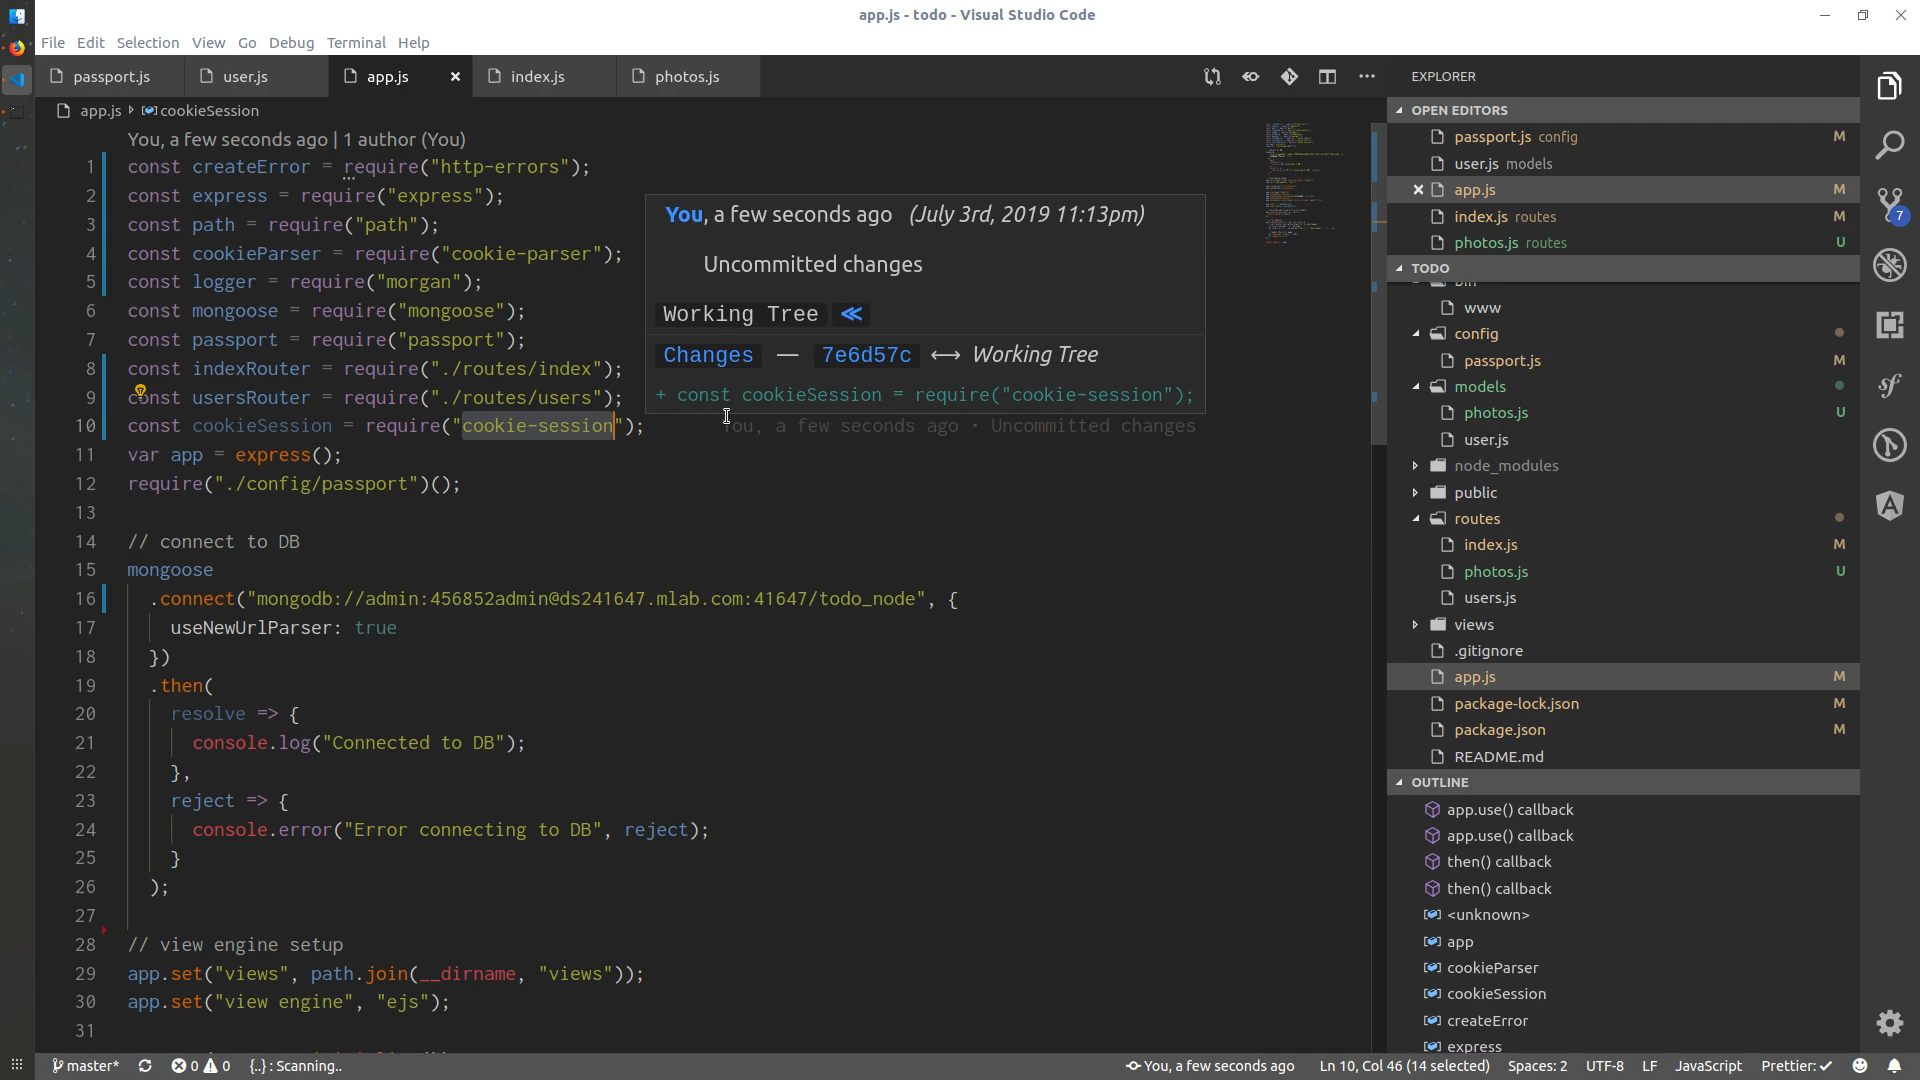 app.js - todo - Visual Studio Code
File Edit Selection View Go Debug Terminal Help
passport.js user.js app.js index.js photos.js
app.js cookieSession
You, a few seconds ago | 1 author (You)
1 const createError = require("http-errors");
2 const express = require("express");
3 const path = require("path");
4 const cookieParser = require("cookie-parser");
5 const logger = require("morgan");
6 const mongoose = require("mongoose");
7 const passport = require("passport");
8 const indexRouter = require("./routes/index");
9 const usersRouter = require("./routes/users");
10 const cookieSession = require("cookie-session"); You, a few seconds ago • Uncommitted changes
11 var app = express();
12 require("./config/passport")();
13
14 // connect to DB
15 mongoose
16 .connect("mongodb://admin:456852admin@ds241647.mlab.com:41647/todo_node", {
17 useNewUrlParser: true
18 })
19 .then(
20 resolve => {
21 console.log("Connected to DB");
22 },
23 reject => {
24 console.error("Error connecting to DB", reject);
25 }
26 );
27
28 // view engine setup
29 app.set("views", path.join(__dirname, "views"));
30 app.set("view engine", "ejs");
31
You, a few seconds ago (July 3rd, 2019 11:13pm)
Uncommitted changes
Working Tree
Changes — 7e6d57c ⟷ Working Tree
+ const cookieSession = require("cookie-session");
EXPLORER
OPEN EDITORS
passport.js config M
user.js models
app.js M
index.js routes M
photos.js routes U
TODO
bin
www
config
passport.js M
models
photos.js U
user.js
node_modules
public
routes
index.js M
photos.js U
users.js
views
.gitignore
app.js M
package-lock.json M
package.json M
README.md
OUTLINE
app.use() callback
app.use() callback
then() callback
then() callback
<unknown>
app
cookieParser
cookieSession
createError
express
7
master* 0 0 {..} : Scanning.. You, a few seconds ago Ln 10, Col 46 (14 selected) Spaces: 2 UTF-8 LF JavaScript Prettier: ✓